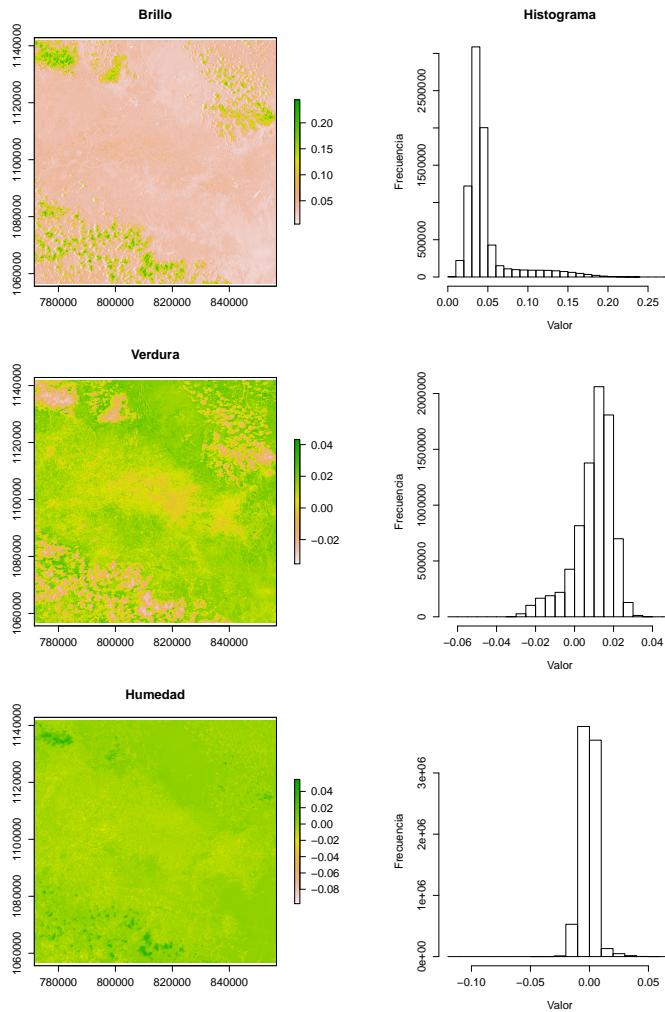 Brillo
1140000
1120000
1100000
1080000
1060000
780000 800000 820000 840000
0.20
0.15
0.10
0.05
Histograma
Frecuencia
2500000
1500000
500000
0
0.00 0.05 0.10 0.15 0.20 0.25
Valor
Verdura
1140000
1120000
1100000
1080000
1060000
780000 800000 820000 840000
0.04
0.02
0.00
−0.02
Frecuencia
2000000
1500000
1000000
500000
0
−0.06 −0.04 −0.02 0.00 0.02 0.04
Valor
Humedad
1140000
1120000
1100000
1080000
1060000
780000 800000 820000 840000
0.04
0.02
0.00
−0.02
−0.04
−0.06
−0.08
Frecuencia
3e+06
2e+06
1e+06
0e+00
−0.10 −0.05 0.00 0.05
Valor